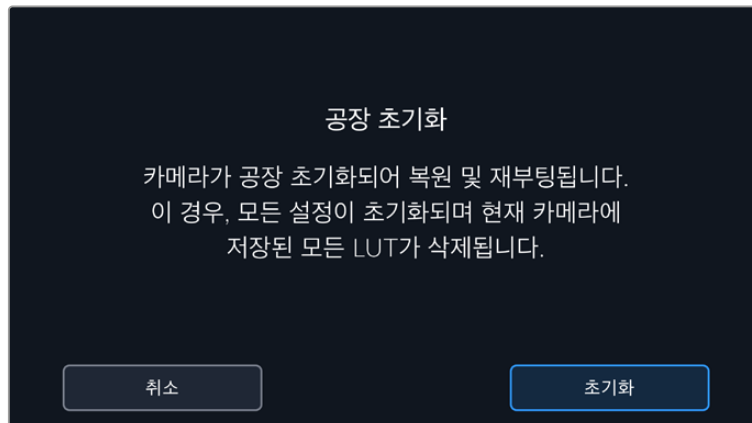 공장 초기화
카메라가 공장 초기화되어 복원 및 재부팅됩니다.
이 경우, 모든 설정이 초기화되며 현재 카메라에
저장된 모든 LUT가 삭제됩니다.
취소
초기화